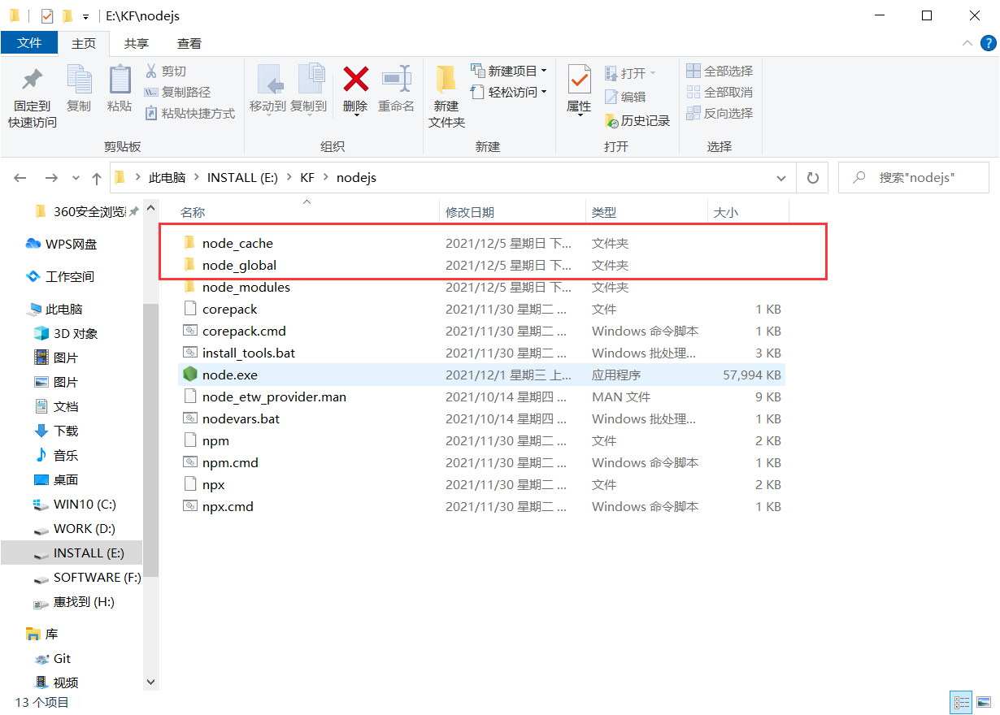 E:\KF\nodejs
文件 主页 共享 查看
固定到
快速访问
复制
粘贴
剪切
复制路径
粘贴快捷方式
剪贴板
移动到 复制到 删除 重命名
组织
新建
文件夹
新建项目
轻松访问
新建
属性
打开
编辑
历史记录
打开
全部选择
全部取消
反向选择
选择
此电脑 > INSTALL (E:) > KF > nodejs
搜索"nodejs"
360安全浏览
WPS网盘
工作空间
此电脑
3D 对象
图片
图片
文档
下载
音乐
桌面
WIN10 (C:)
WORK (D:)
INSTALL (E:)
SOFTWARE (F:)
惠找到 (H:)
库
Git
视频
名称 修改日期 类型 大小
node_cache 2021/12/5 星期日 下... 文件夹
node_global 2021/12/5 星期日 下... 文件夹
node_modules 2021/12/5 星期日 下... 文件夹
corepack 2021/11/30 星期二 ... 文件 1 KB
corepack.cmd 2021/11/30 星期二 ... Windows 命令脚本 1 KB
install_tools.bat 2021/11/30 星期二 ... Windows 批处理... 3 KB
node.exe 2021/12/1 星期三 上... 应用程序 57,994 KB
node_etw_provider.man 2021/10/14 星期四 ... MAN 文件 9 KB
nodevars.bat 2021/10/14 星期四 ... Windows 批处理... 1 KB
npm 2021/11/30 星期二 ... 文件 2 KB
npm.cmd 2021/11/30 星期二 ... Windows 命令脚本 1 KB
npx 2021/11/30 星期二 ... 文件 2 KB
npx.cmd 2021/11/30 星期二 ... Windows 命令脚本 1 KB
13 个项目